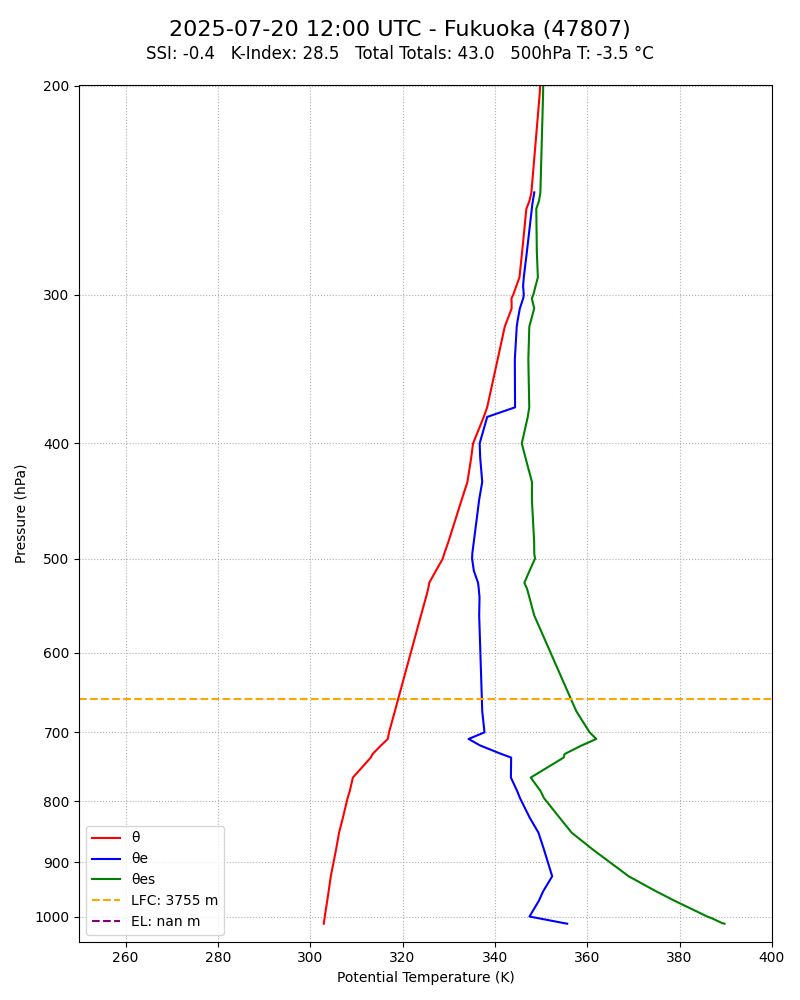 2025-07-20 12:00 UTC - Fukuoka (47807)
SSI: -0.4   K-Index: 28.5   Total Totals: 43.0   500hPa T: -3.5 °C
200
300
400
500
600
700
800
900
1000
Pressure (hPa)
θ
θe
θes
LFC: 3755 m
EL: nan m
260
280
300
320
340
360
380
400
Potential Temperature (K)